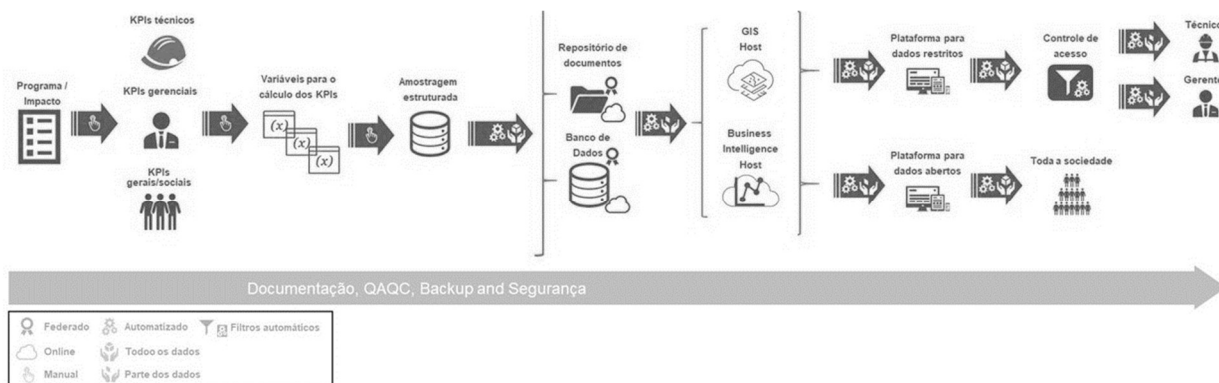 Programa /
Impacto
KPIs técnicos
KPIs gerenciais
KPIs
gerais/sociais
Variáveis para o
cálculo dos KPIs
(x)
(x)
(x)
Amostragem
estruturada
Repositório de
documentos
Banco de
Dados
GIS
Host
Business
Intelligence
Host
Plataforma para
dados restritos
Controle de
acesso
Técnico
Gerente
Plataforma para
dados abertos
Toda a sociedade
Documentação, QAQC, Backup and Segurança
Federado
Automatizado
Filtros automáticos
Online
Todoo os dados
Manual
Parte dos dados